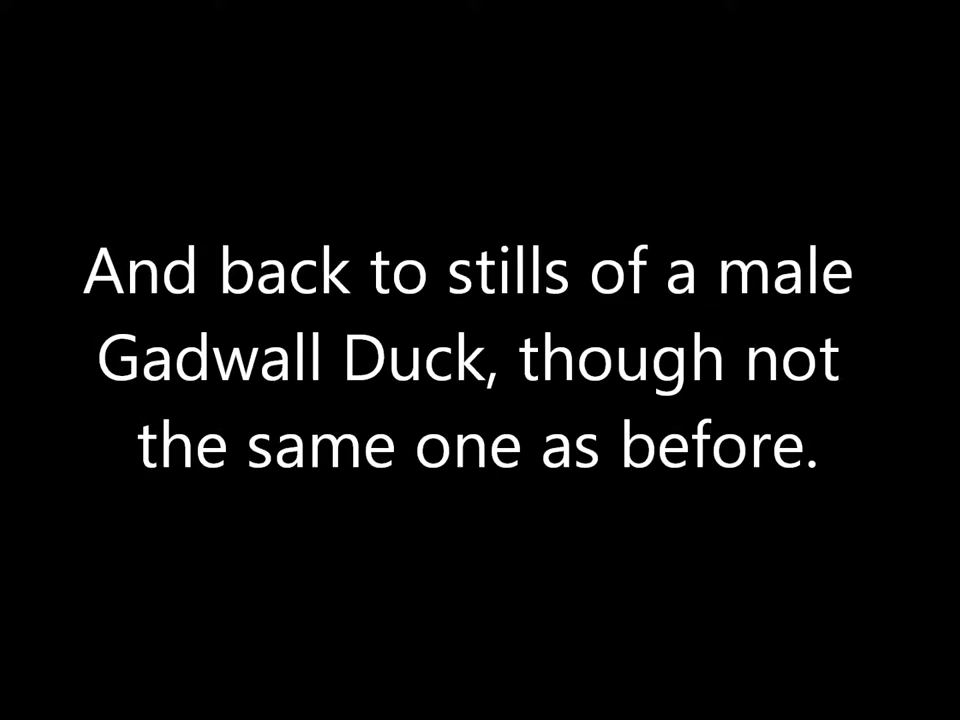 And back to stills of a male
Gadwall Duck, though not
the same one as before.